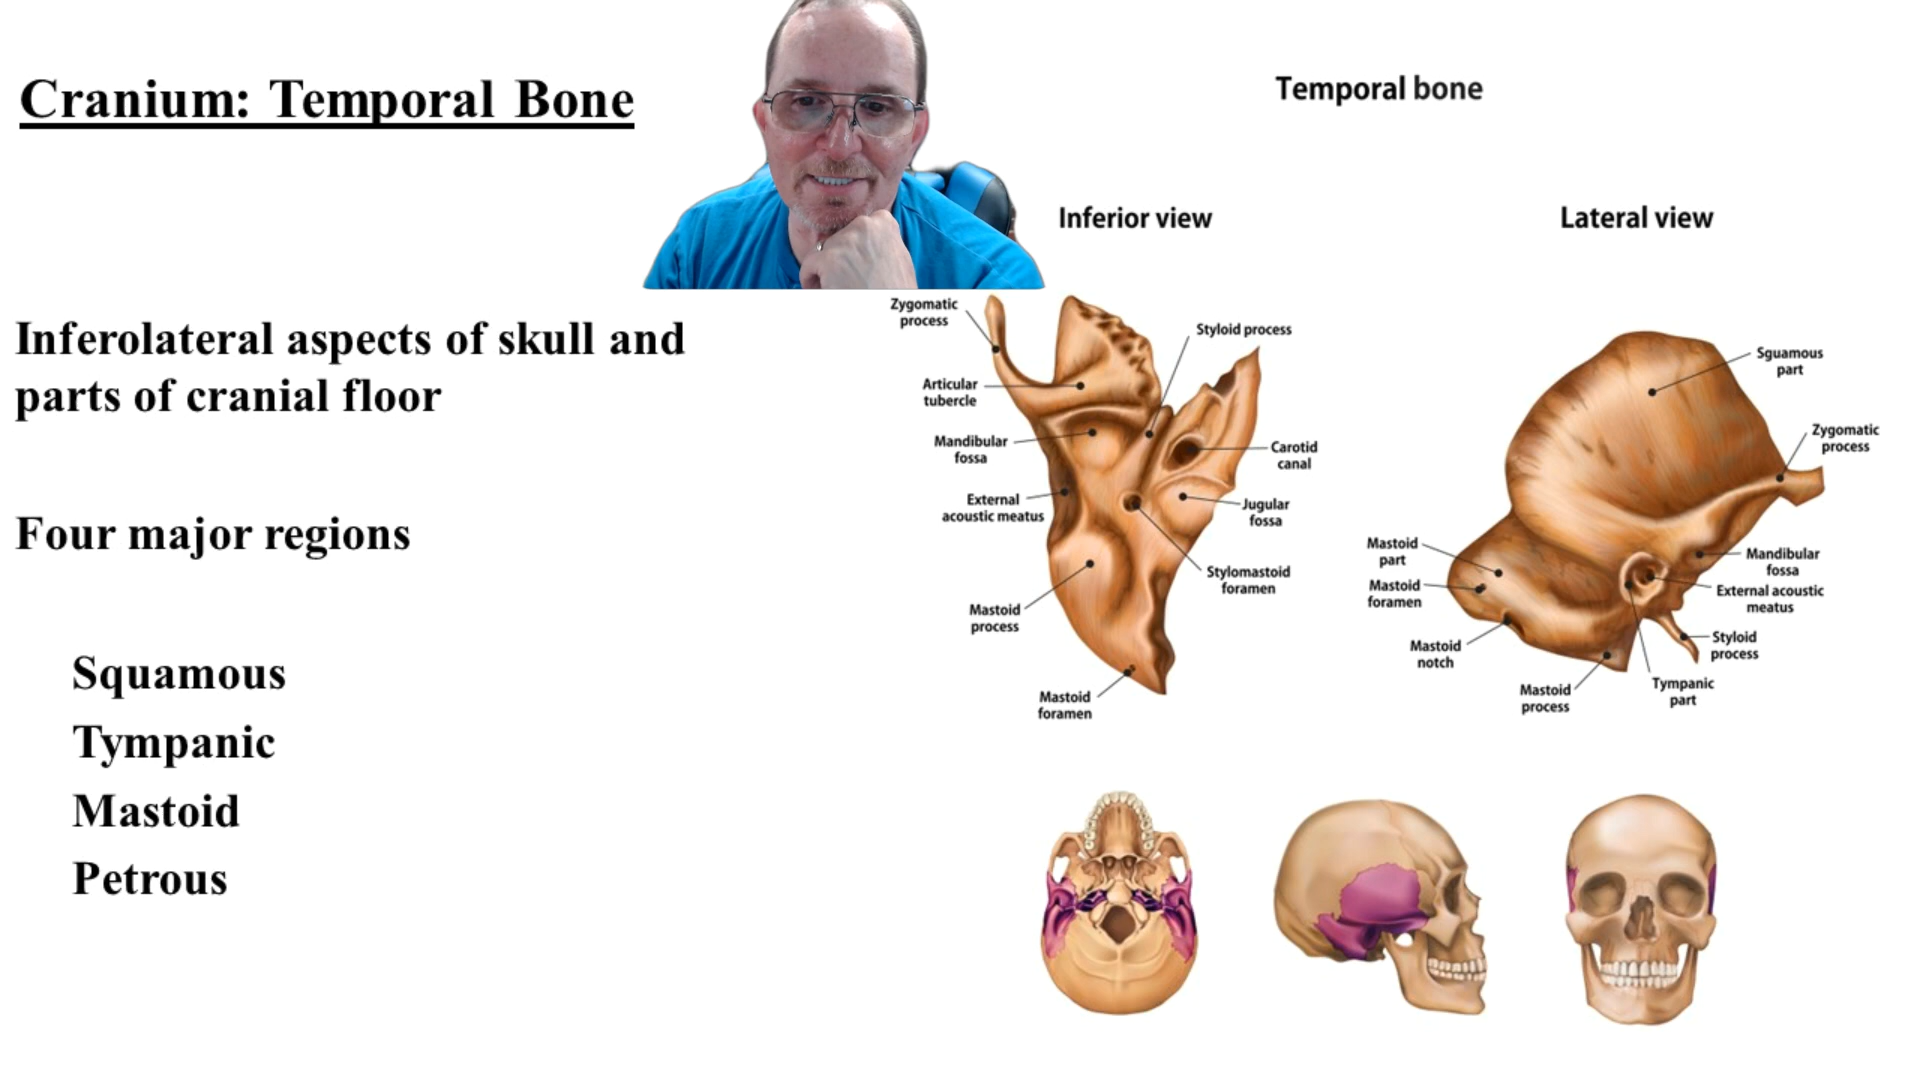 Cranium: Temporal Bone
Inferolateral aspects of skull and
parts of cranial floor
Four major regions
Squamous
Tympanic
Mastoid
Petrous
Temporal bone
Inferior view
Zygomatic
process
Articular
tubercle
Mandibular
fossa
External
acoustic meatus
Mastoid
process
Mastoid
foramen
Styloid process
Carotid
canal
Jugular
fossa
Stylomastoid
foramen
Lateral view
Sguamous
part
Zygomatic
process
Mastoid
part
Mastoid
foramen
Mastoid
notch
Mastoid
process
Tympanic
part
Mandibular
fossa
External acoustic
meatus
Styloid
process